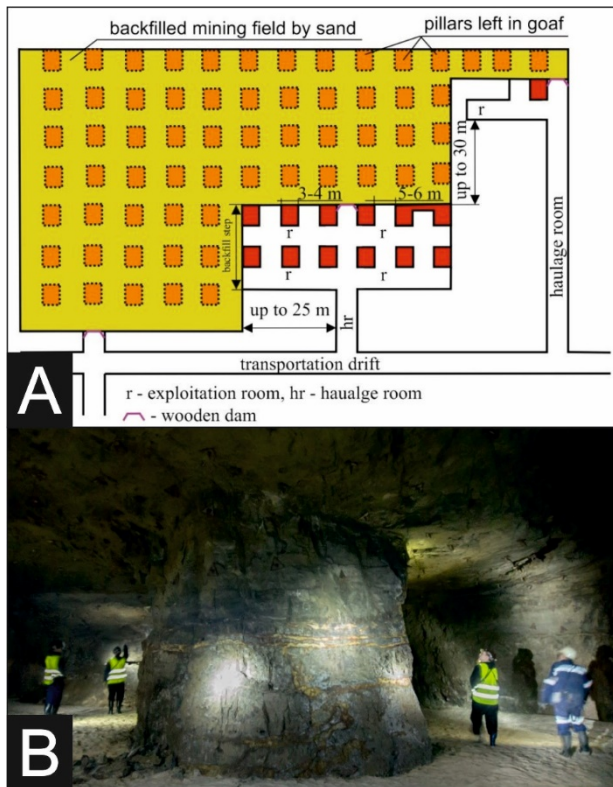 backfilled mining field by sand
pillars left in goaf
r
up to 30 m
3-4 m
5-6 m
r
r
backfill step
r
r
haulage room
up to 25 m
hr
transportation drift
A
r - exploitation room, hr - haualge room
- wooden dam
B